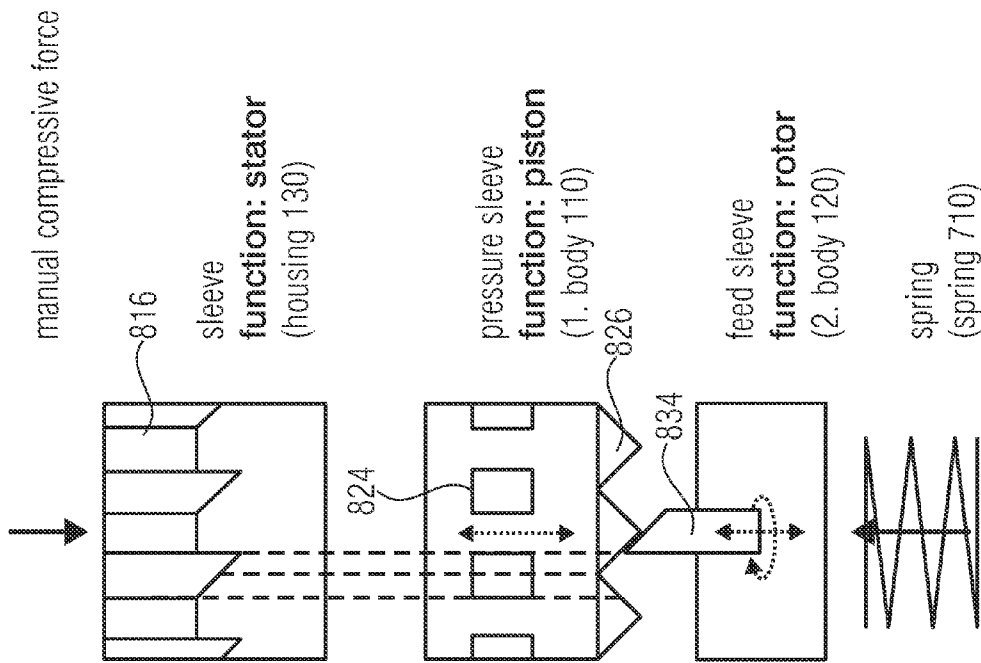 manual compressive force
816
sleeve
function: stator
(housing 130)
824
pressure sleeve
function: piston
(1. body 110)
826
834
feed sleeve
function: rotor
(2. body 120)
spring
(spring 710)